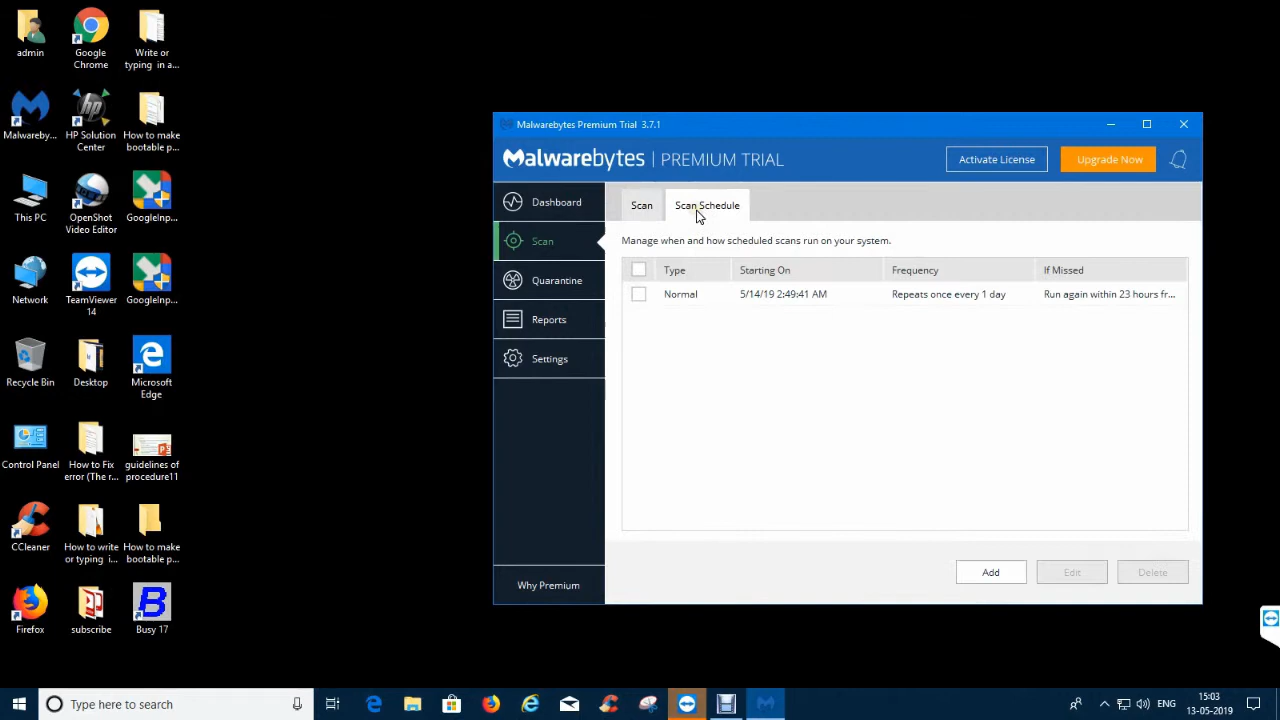 admin
Google
Chrome
Write or
typing in a...
Malwareby...
HP Solution
Center
How to make
bootable p...
This PC
OpenShot
Video Editor
GoogleInp...
Network
TeamViewer
14
GoogleInp...
Recycle Bin
Desktop
Microsoft
Edge
Control Panel
How to Fix
error (The r...
guidelines of
procedure11
CCleaner
How to write
or typing i...
How to make
bootable p...
Firefox
subscribe
Busy 17
Malwarebytes Premium Trial 3.7.1
Malwarebytes | PREMIUM TRIAL
Activate License
Upgrade Now
Dashboard
Scan
Quarantine
Reports
Settings
Why Premium
Scan
Scan Schedule
Manage when and how scheduled scans run on your system.
Type Starting On Frequency If Missed
Normal 5/14/19 2:49:41 AM Repeats once every 1 day Run again within 23 hours fr...
Add
Edit
Delete
Type here to search
ENG
15:03
13-05-2019